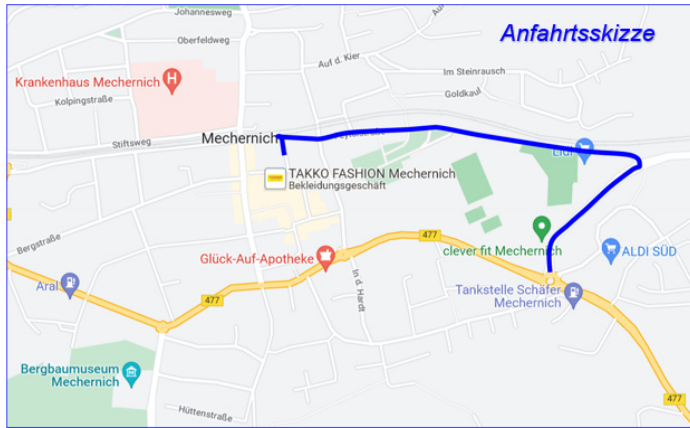 Johannesweg
Anfahrtsskizze
Oberfeldweg
Auf d. Kier
Im Steinrausch
Krankenhaus Mechernich
H
Goldkaul
Kolpingstraße
Stiftsweg
Mechernich
Lidl
TAKKO FASHION Mechernich
Bekleidungsgeschäft
Bergstraße
477
clever fit Mechernich
ALDI SÜD
Glück-Auf-Apotheke
In d. Hardt
Aral
477
Tankstelle Schäfer
Mechernich
Bergbaumuseum
Mechernich
477
Hüttenstraße